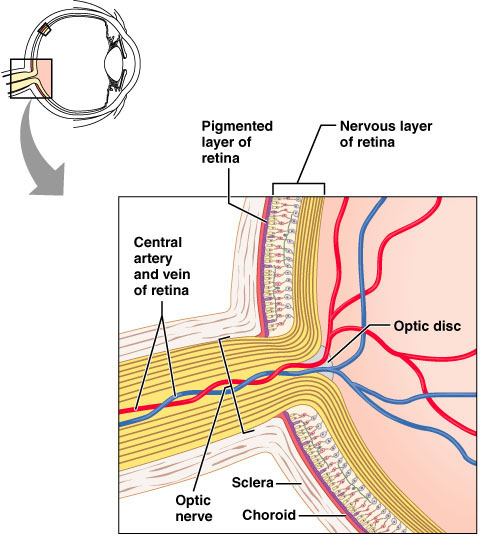 Pigmented
layer of
retina
Nervous layer
of retina
Central
artery
and vein
of retina
Optic disc
Sclera
Optic
nerve
Choroid